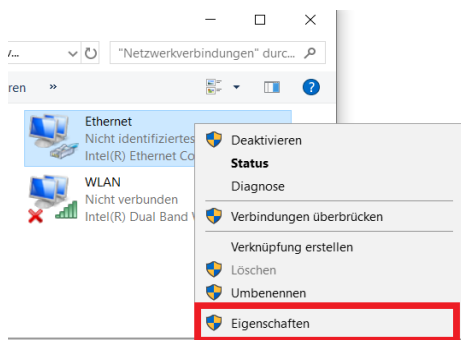 "Netzwerkverbindungen" durc...
ren »
Ethernet
Nicht identifiziertes
Intel(R) Ethernet Co
WLAN
Nicht verbunden
Intel(R) Dual Band
Deaktivieren
Status
Diagnose
Verbindungen überbrücken
Verknüpfung erstellen
Löschen
Umbenennen
Eigenschaften